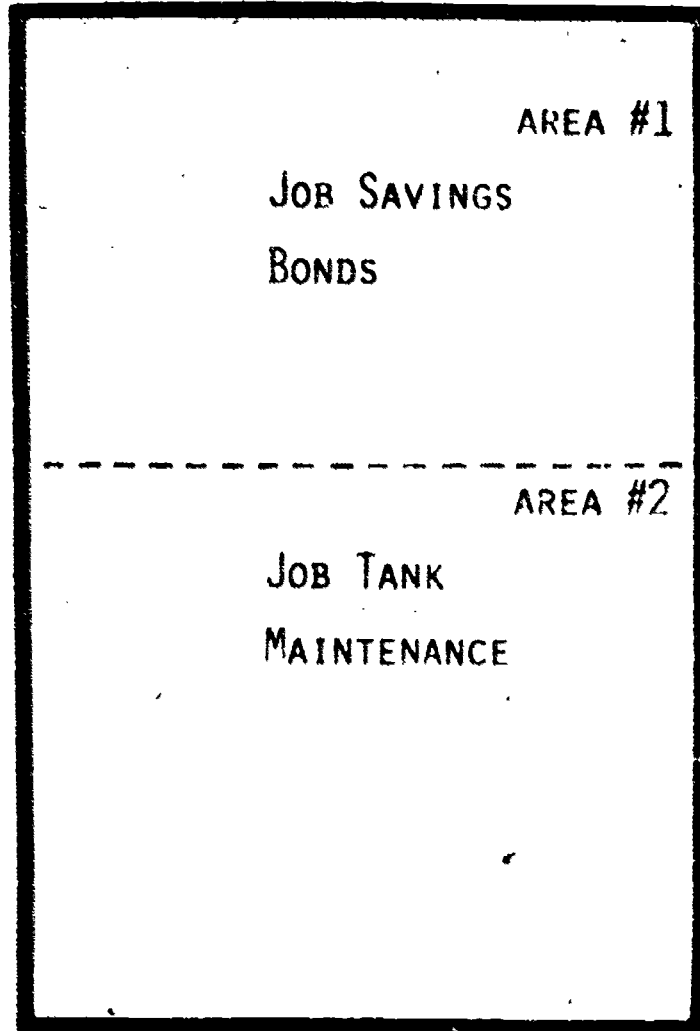 AREA #1
JOB SAVINGS
BONDS
AREA #2
JOB TANK
MAINTENANCE